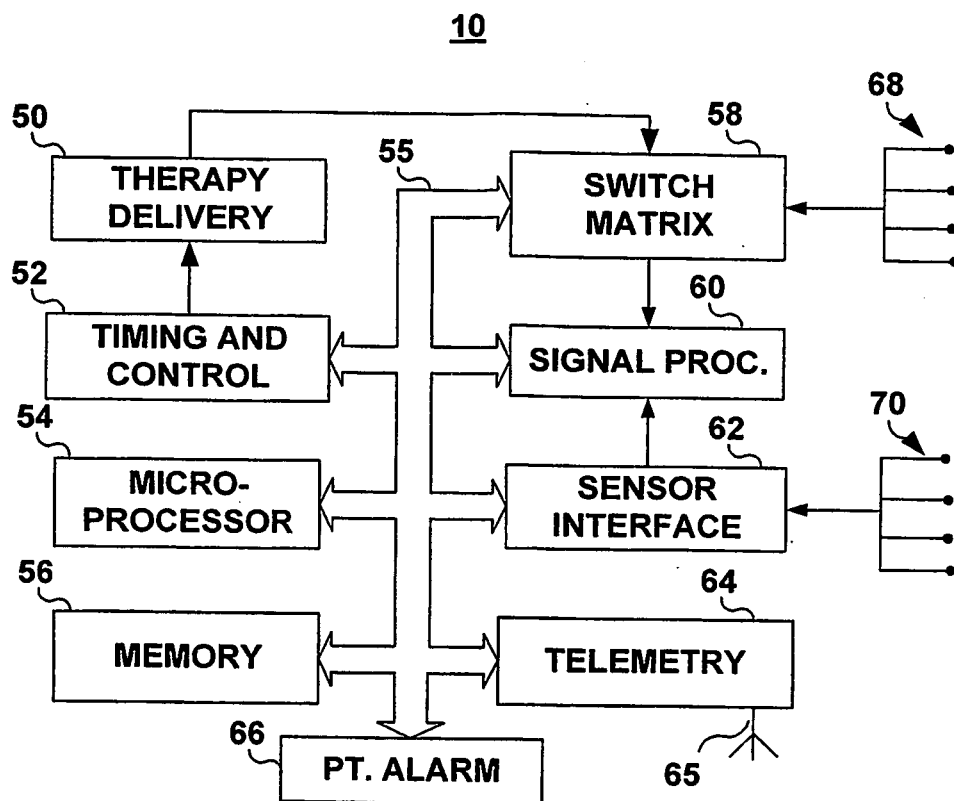 10
50
THERAPY
DELIVERY
55
58
SWITCH
MATRIX
68
52
TIMING AND
CONTROL
60
SIGNAL PROC.
54
MICRO-
PROCESSOR
62
SENSOR
INTERFACE
70
56
MEMORY
64
TELEMETRY
65
66
PT. ALARM